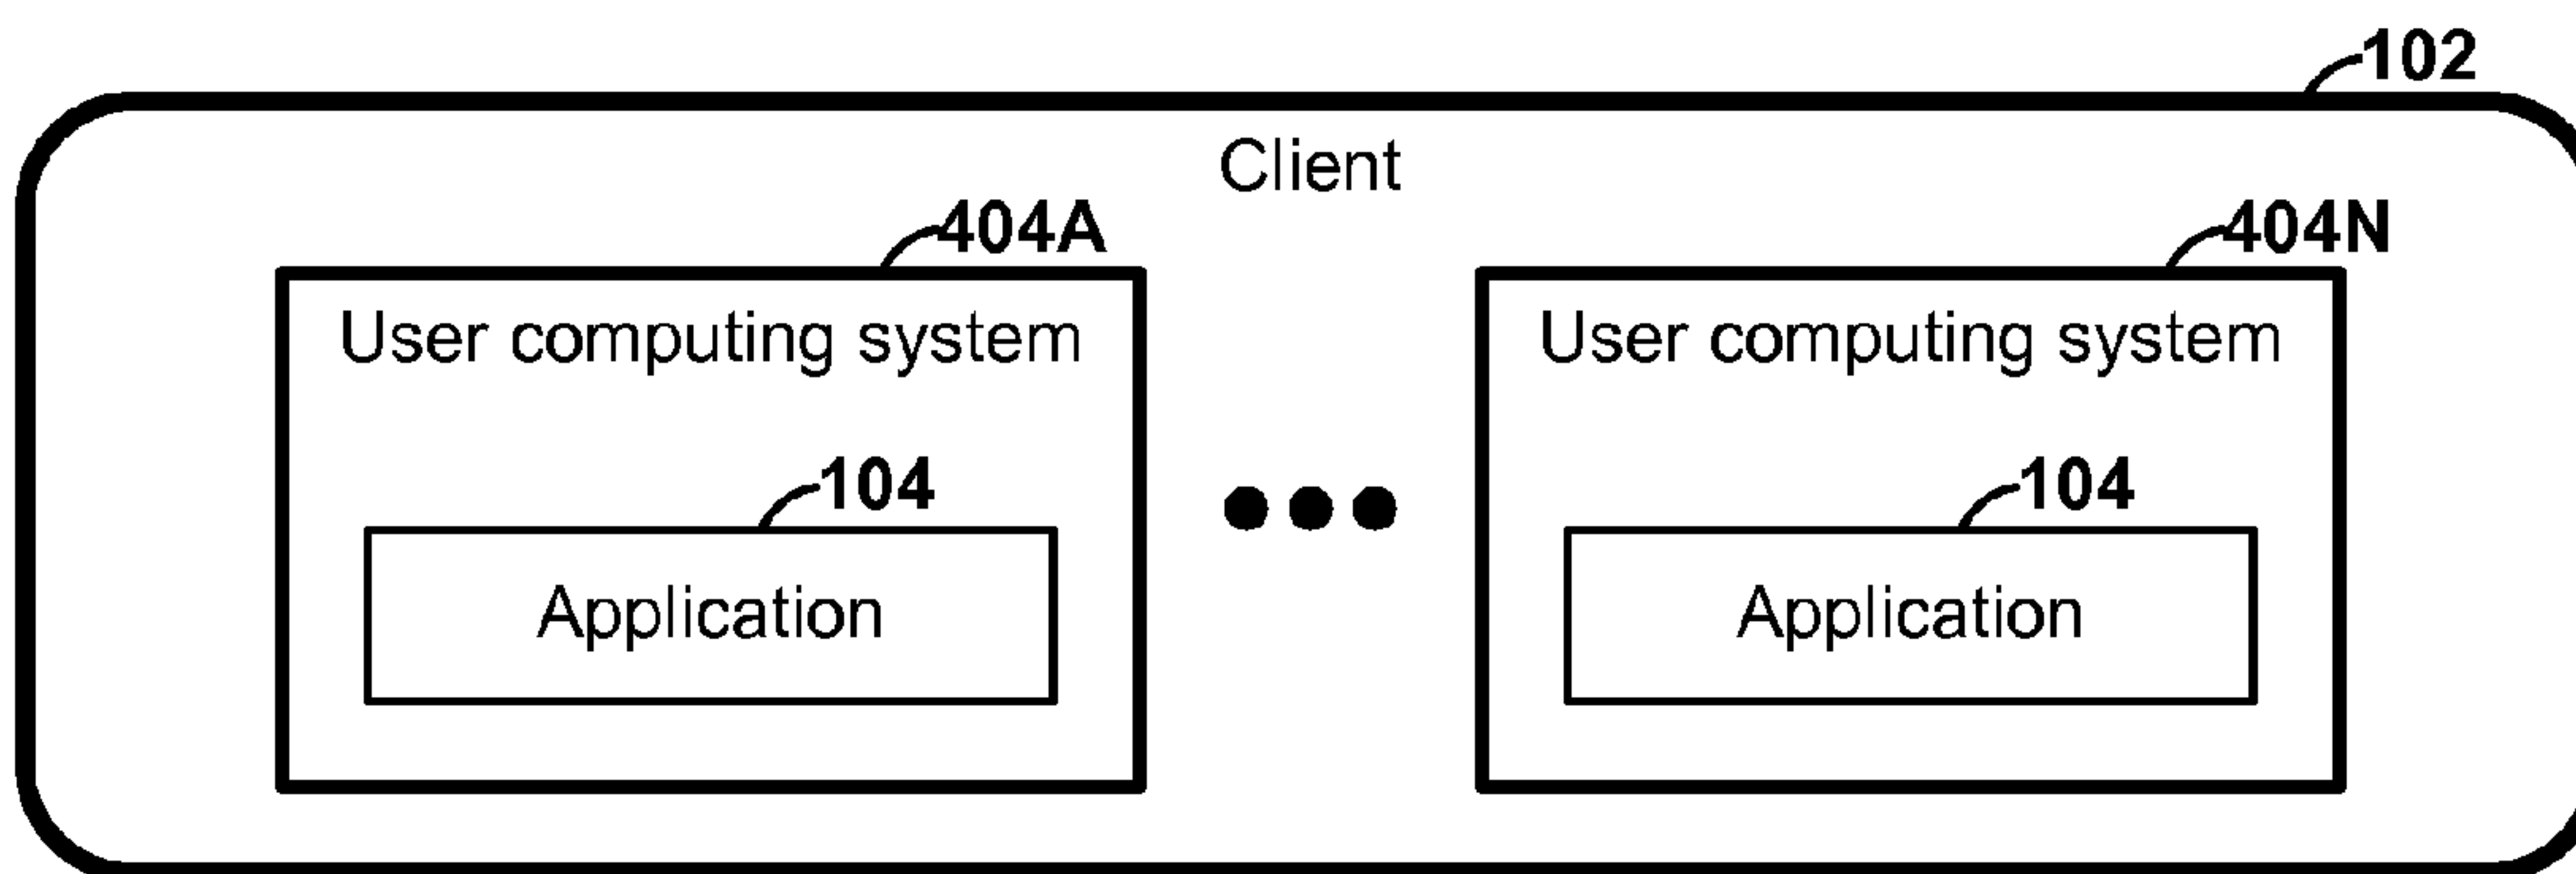 102
Client
404A
404N
User computing system
User computing system
104
104
Application
Application